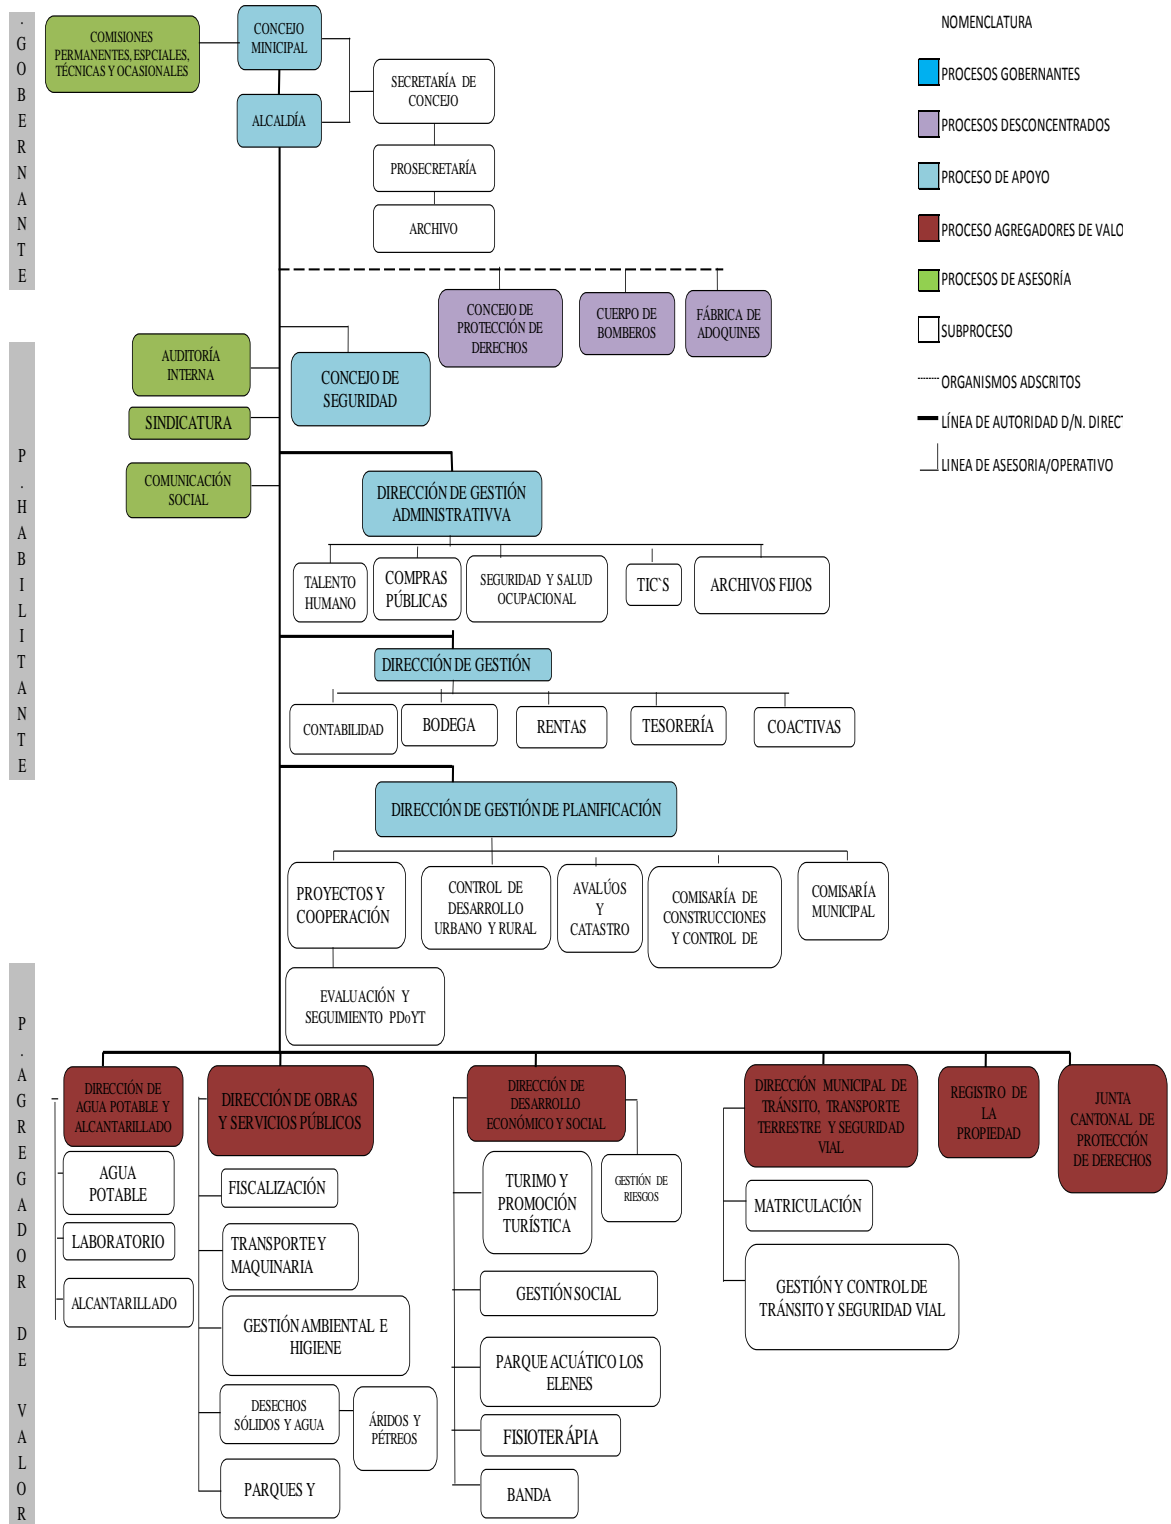 . GOBERNANTE
COMISIONES
PERMANENTES, ESPCIALES,
TÉCNICAS Y OCASIONALES
CONCEJO
MINICIPAL
ALCALDÍA
SECRETARÍA DE
CONCEJO
PROSECRETARÍA
ARCHIVO
NOMENCLATURA
PROCESOS GOBERNANTES
PROCESOS DESCONCENTRADOS
PROCESO DE APOYO
PROCESO AGREGADORES DE VALO
PROCESOS DE ASESORÍA
SUBPROCESO
ORGANISMOS ADSCRITOS
LÍNEA DE AUTORIDAD D/N. DIREC
LINEA DE ASESORIA/OPERATIVO
CONCEJO DE
PROTECCIÓN DE
DERECHOS
CUERPO DE
BOMBEROS
FÁBRICA DE
ADOQUINES
P. HABILITANTE
AUDITORÍA
INTERNA
SINDICATURA
COMUNICACIÓN
SOCIAL
CONCEJO DE
SEGURIDAD
DIRECCIÓN DE GESTIÓN
ADMINISTRATIVVA
TALENTO
HUMANO
COMPRAS
PÚBLICAS
SEGURIDAD Y SALUD
OCUPACIONAL
TIC`S
ARCHIVOS FIJOS
DIRECCIÓN DE GESTIÓN
CONTABILIDAD
BODEGA
RENTAS
TESORERÍA
COACTIVAS
DIRECCIÓN DE GESTIÓN DE PLANIFICACIÓN
PROYECTOS Y
COOPERACIÓN
CONTROL DE
DESARROLLO
URBANO Y RURAL
AVALÚOS
Y
CATASTRO
COMISARÍA DE
CONSTRUCCIONES
Y CONTROL DE
COMISARÍA
MUNICIPAL
EVALUACIÓN Y
SEGUIMIENTO PDoYT
P. AGREGADOR DE VALOR
DIRECCIÓN DE
AGUA POTABLE Y
ALCANTARILLADO
AGUA
POTABLE
LABORATORIO
ALCANTARILLADO
DIRECCIÓN DE OBRAS
Y SERVICIOS PÚBLICOS
FISCALIZACIÓN
TRANSPORTE Y
MAQUINARIA
GESTIÓN AMBIENTAL E
HIGIENE
DESECHOS
SÓLIDOS Y AGUA
ÁRIDOS Y
PÉTREOS
PARQUES Y
DIRECCIÓN DE
DESARROLLO
ECONÓMICO Y SOCIAL
TURIMO Y
PROMOCIÓN
TURÍSTICA
GESTIÓN DE
RIESGOS
GESTIÓN SOCIAL
PARQUE ACUÁTICO LOS
ELENES
FISIOTERÁPIA
BANDA
DIRECCIÓN MUNICIPAL DE
TRÁNSITO, TRANSPORTE
TERRESTRE Y SEGURIDAD
VIAL
MATRICULACIÓN
GESTIÓN Y CONTROL DE
TRÁNSITO Y SEGURIDAD VIAL
REGISTRO DE
LA
PROPIEDAD
JUNTA
CANTONAL DE
PROTECCIÓN
DE DERECHOS